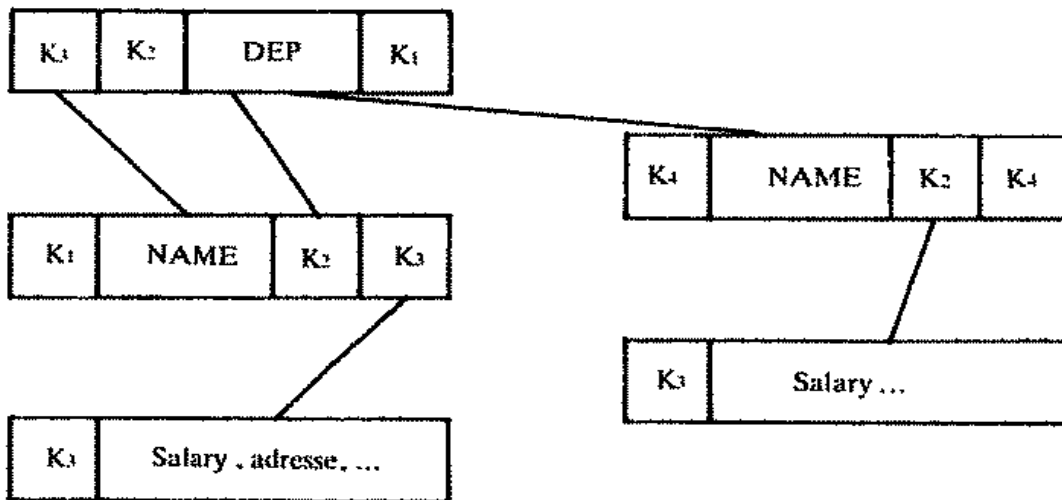 K₃ K₂ DEP K₁
K₄ NAME K₂ K₄
K₁ NAME K₂ K₃
K₃ Salary ...
K₃ Salary , adresse, ...